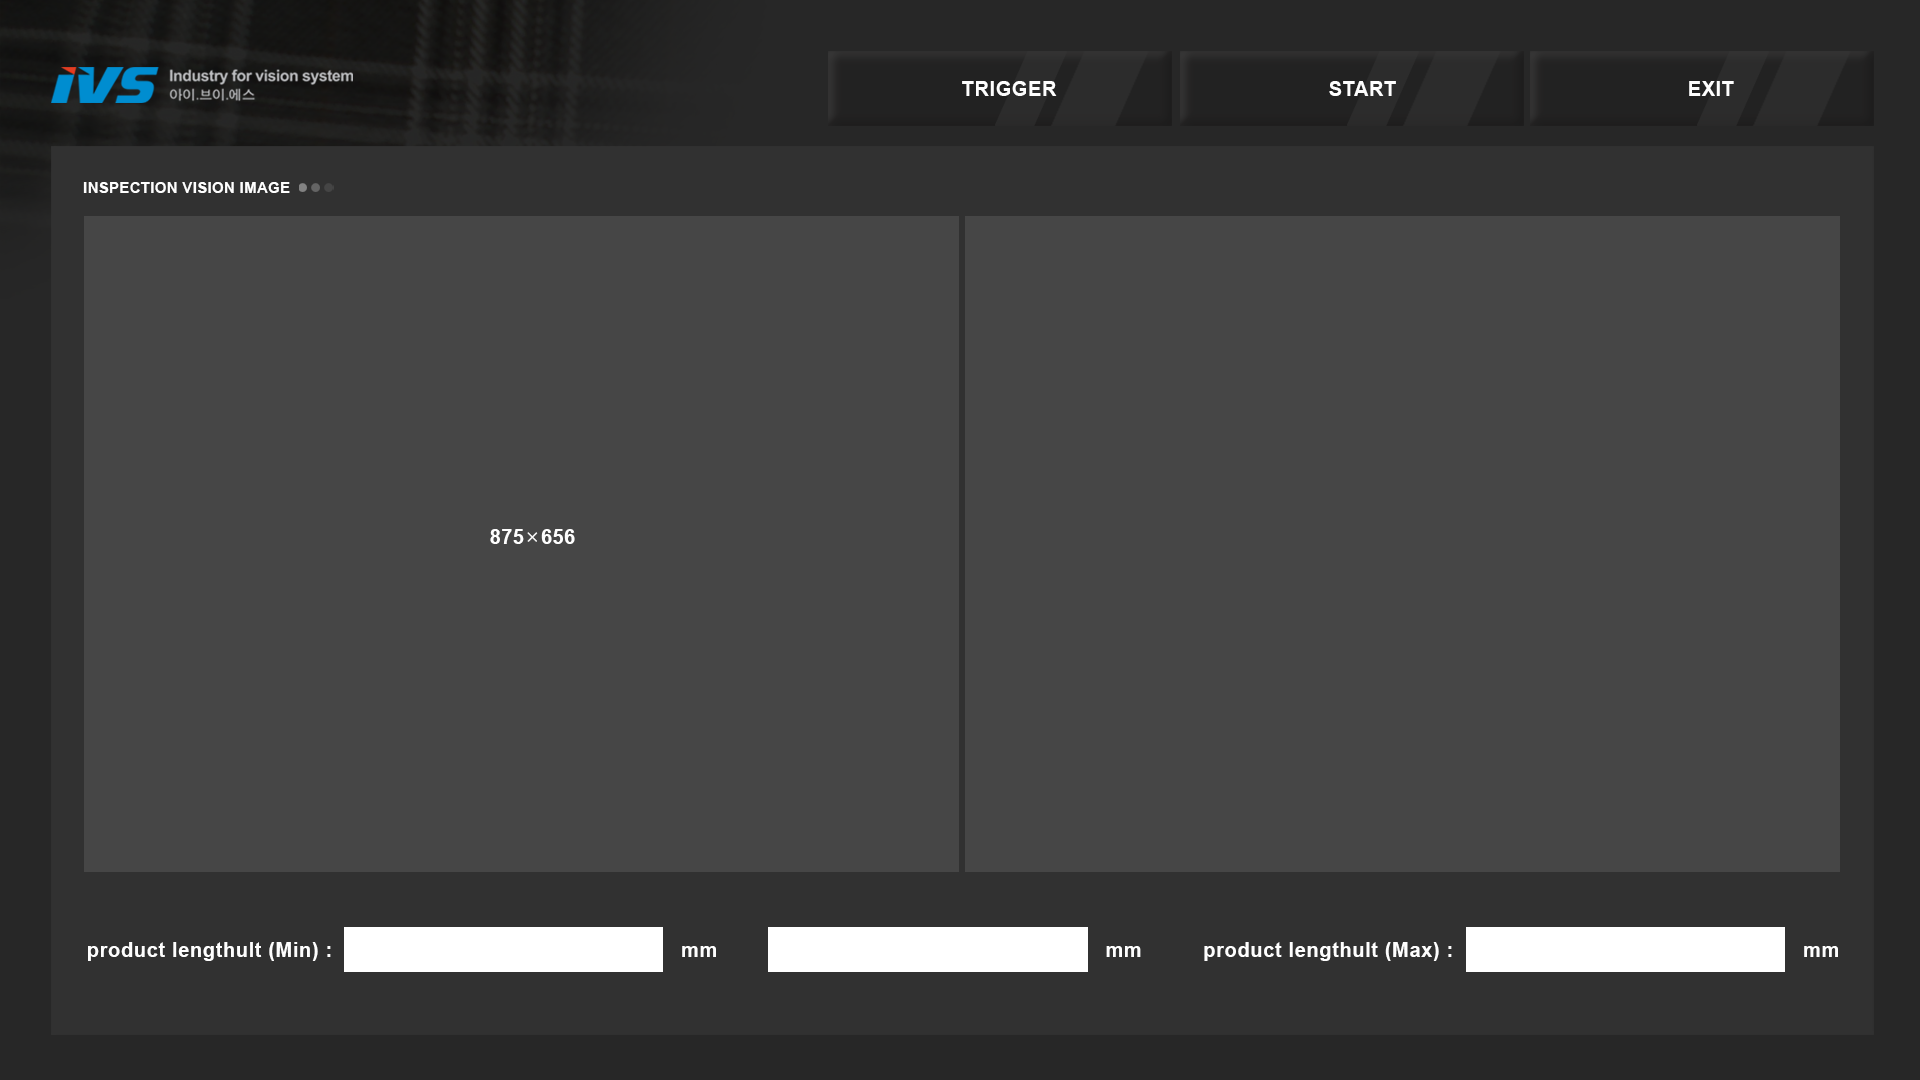 iVS
Industry for vision system
아이.브이.에스
TRIGGER
START
EXIT
INSPECTION VISION IMAGE
875×656
product lengthult (Min) :
mm
mm
product lengthult (Max) :
mm